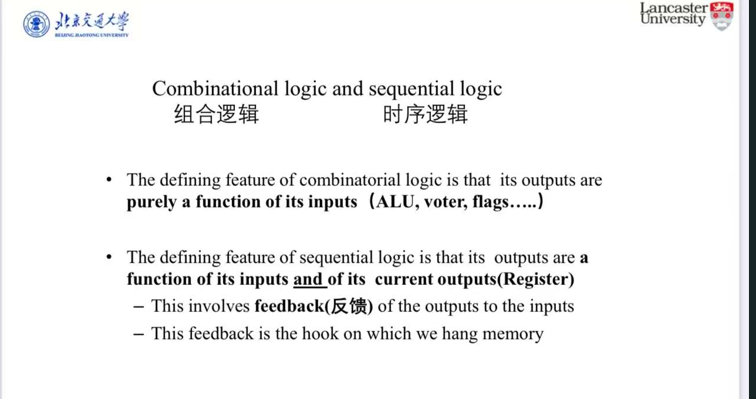 北京交通大学
BEIJING JIAOTONG UNIVERSITY
Lancaster
University
Combinational logic and sequential logic
组合逻辑 时序逻辑
• The defining feature of combinatorial logic is that its outputs are
purely a function of its inputs（ALU, voter, flags…..）
• The defining feature of sequential logic is that its outputs are a
function of its inputs and of its current outputs(Register)
– This involves feedback(反馈) of the outputs to the inputs
– This feedback is the hook on which we hang memory